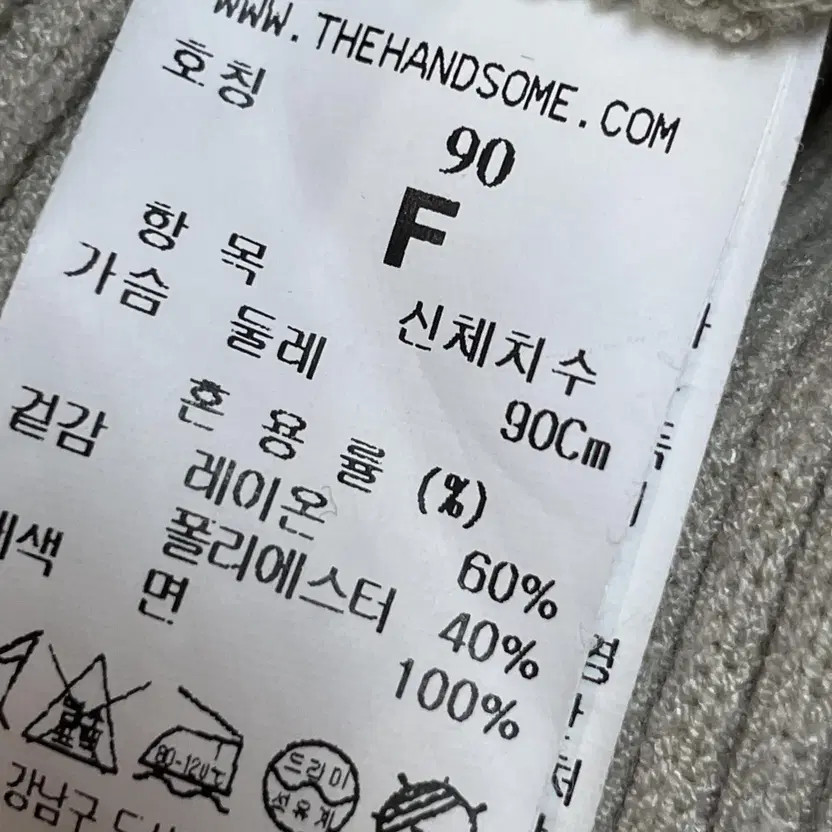 WWW.THEHANDSOME.COM
호칭
90
F
항 목 신체치수
가슴 둘레 90Cm
혼 용 률 (%)
겉감 레이온 60%
폴리에스터 40%
배색 면 100%
80-120℃
드라이
석유계
강남구